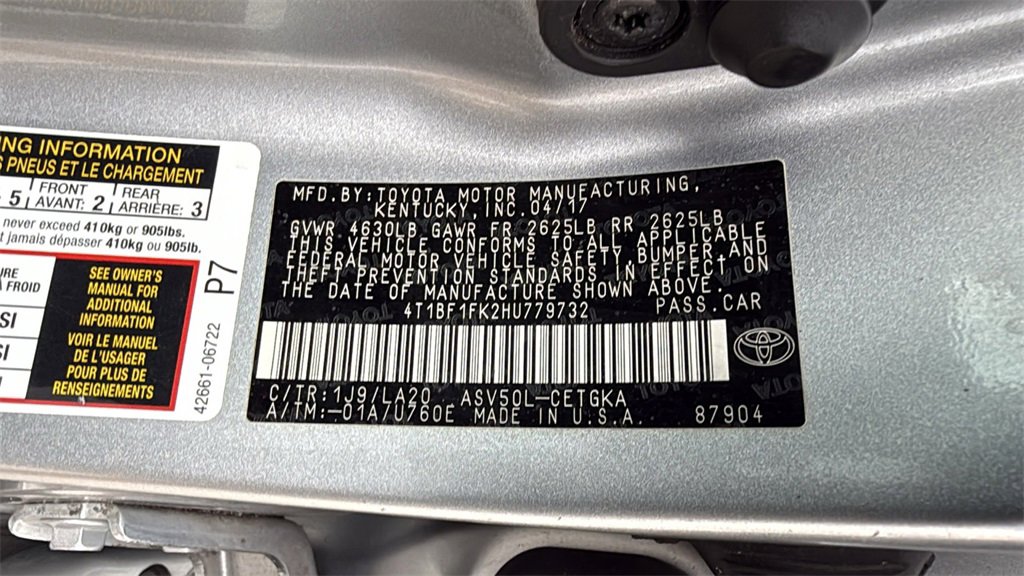 NG INFORMATION
S PNEUS ET LE CHARGEMENT
5 FRONT AVANT: 2 REAR ARRIÈRE: 3
never exceed 410kg or 905lbs.
t jamais dépasser 410kg ou 905lb.
URE
À FROID
SI
SI
SI
SEE OWNER'S
MANUAL FOR
ADDITIONAL
INFORMATION
VOIR LE MANUEL
DE L'USAGER
POUR PLUS DE
RENSEIGNEMENTS
P7
42661-06722
MFD. BY: TOYOTA MOTOR MANUFACTURING,
KENTUCKY, INC. 04/17
GVWR 4630LB GAWR FR 2625LB RR 2625LB
THIS VEHICLE CONFORMS TO ALL APPLICABLE
FEDERAL MOTOR VEHICLE SAFETY, BUMPER, AND
THEFT PREVENTION STANDARDS IN EFFECT ON
THE DATE OF MANUFACTURE SHOWN ABOVE.
4T1BF1FK2HU779732 PASS. CAR
C/TR: 1J9/LA20 ASV50L-CETGKA
A/TM: -01A/U760E MADE IN U.S.A. 87904